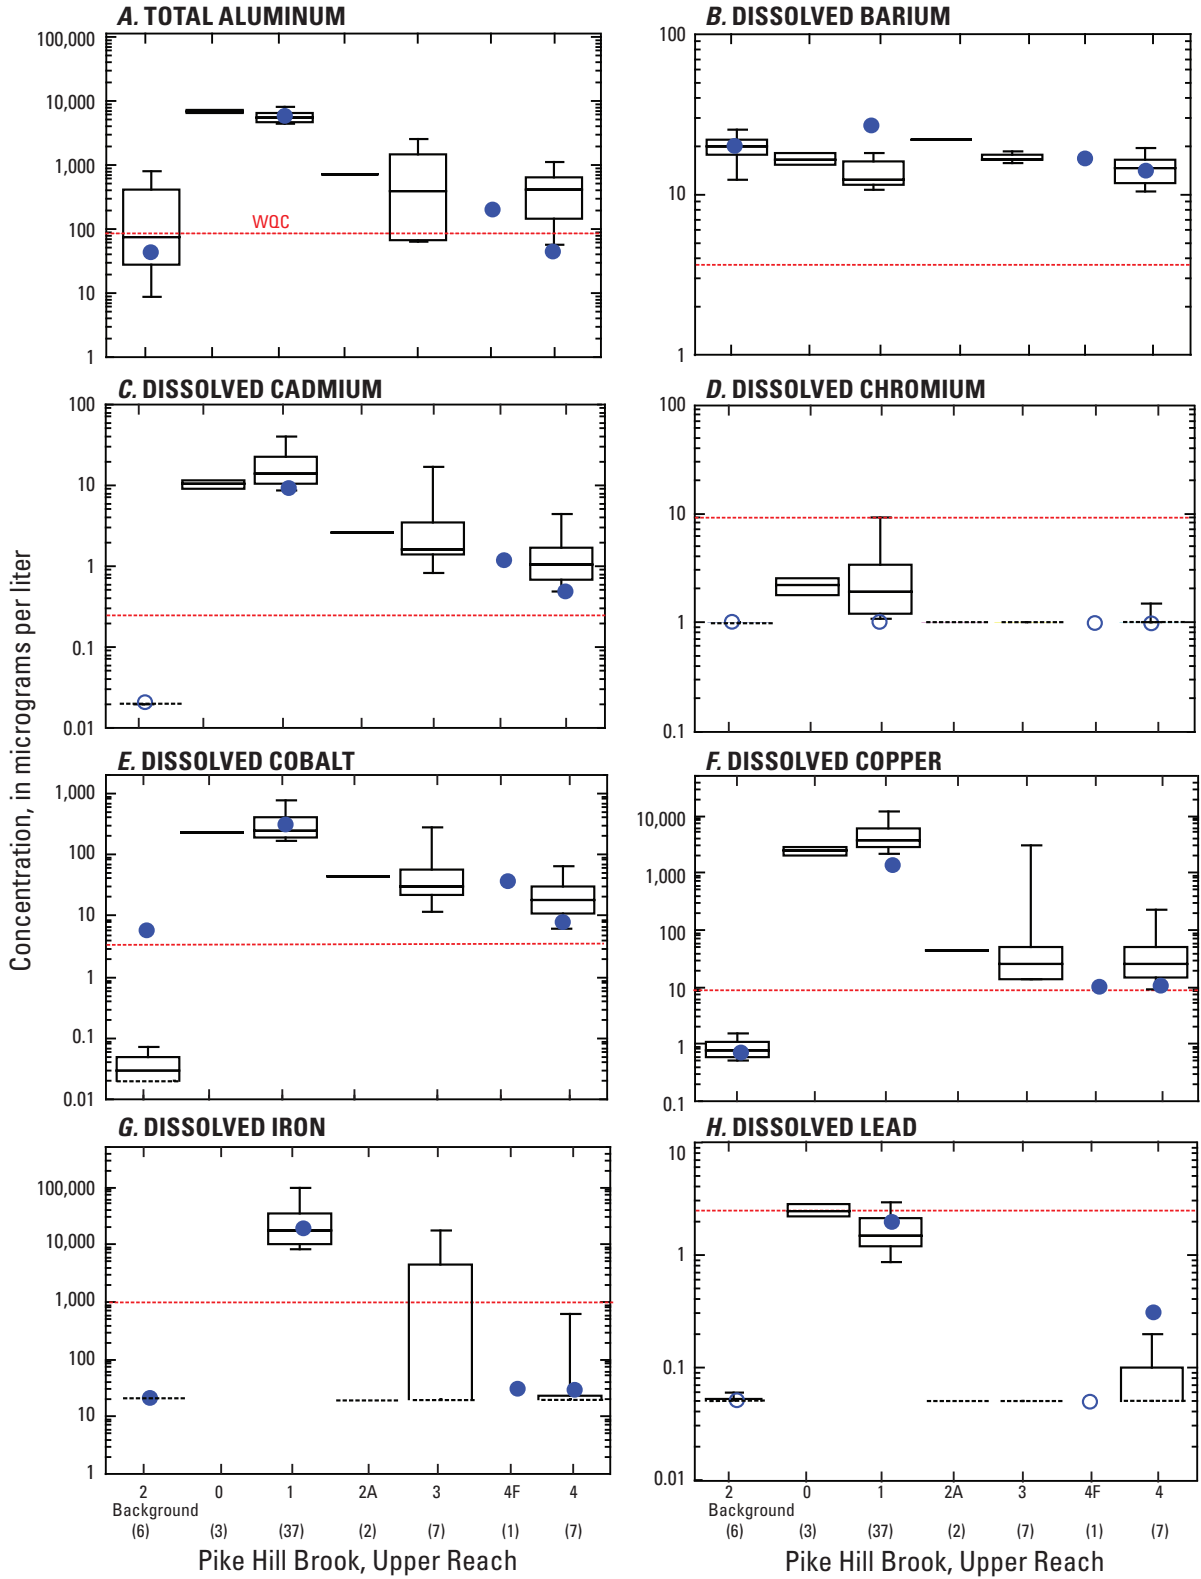 A. TOTAL ALUMINUM
100,000
10,000
1,000
100
10
1
WQC
B. DISSOLVED BARIUM
100
10
1
C. DISSOLVED CADMIUM
100
10
1
0.1
0.01
D. DISSOLVED CHROMIUM
100
10
1
0.1
Concentration, in micrograms per liter
E. DISSOLVED COBALT
1,000
100
10
1
0.1
0.01
F. DISSOLVED COPPER
10,000
1,000
100
10
1
0.1
G. DISSOLVED IRON
100,000
10,000
1,000
100
10
1
H. DISSOLVED LEAD
10
1
0.1
0.01
2 0 1 2A 3 4F 4
Background
(6) (3) (37) (2) (7) (1) (7)
Pike Hill Brook, Upper Reach
2 0 1 2A 3 4F 4
Background
(6) (3) (37) (2) (7) (1) (7)
Pike Hill Brook, Upper Reach